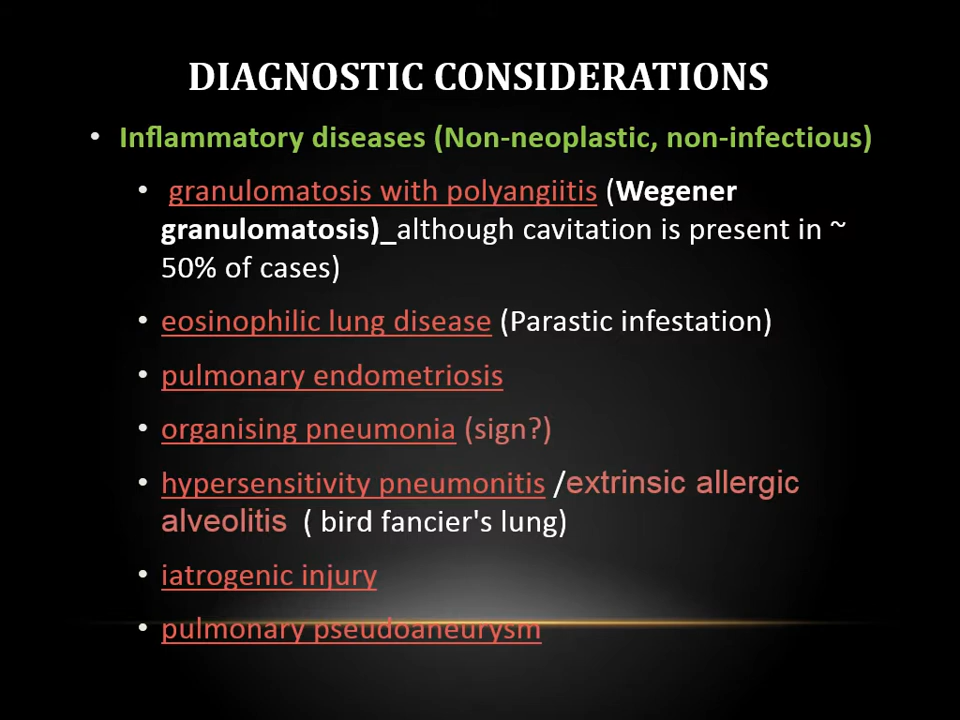 DIAGNOSTIC CONSIDERATIONS
• Inflammatory diseases (Non-neoplastic, non-infectious)
• granulomatosis with polyangiitis (Wegener
granulomatosis)_although cavitation is present in ~
50% of cases)
• eosinophilic lung disease (Parastic infestation)
• pulmonary endometriosis
• organising pneumonia (sign?)
• hypersensitivity pneumonitis /extrinsic allergic
alveolitis ( bird fancier's lung)
• iatrogenic injury
• pulmonary pseudoaneurysm